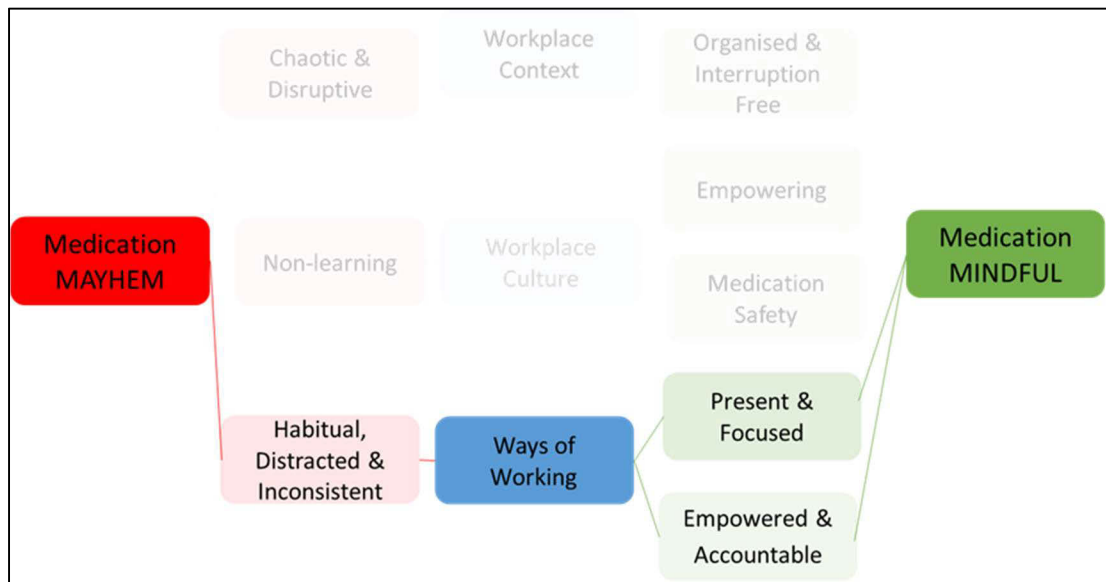 Chaotic &
Disruptive
Workplace
Context
Organised &
Interruption
Free
Empowering
Medication
MAYHEM
Non-learning
Workplace
Culture
Medication
Safety
Medication
MINDFUL
Habitual,
Distracted &
Inconsistent
Ways of
Working
Present &
Focused
Empowered &
Accountable